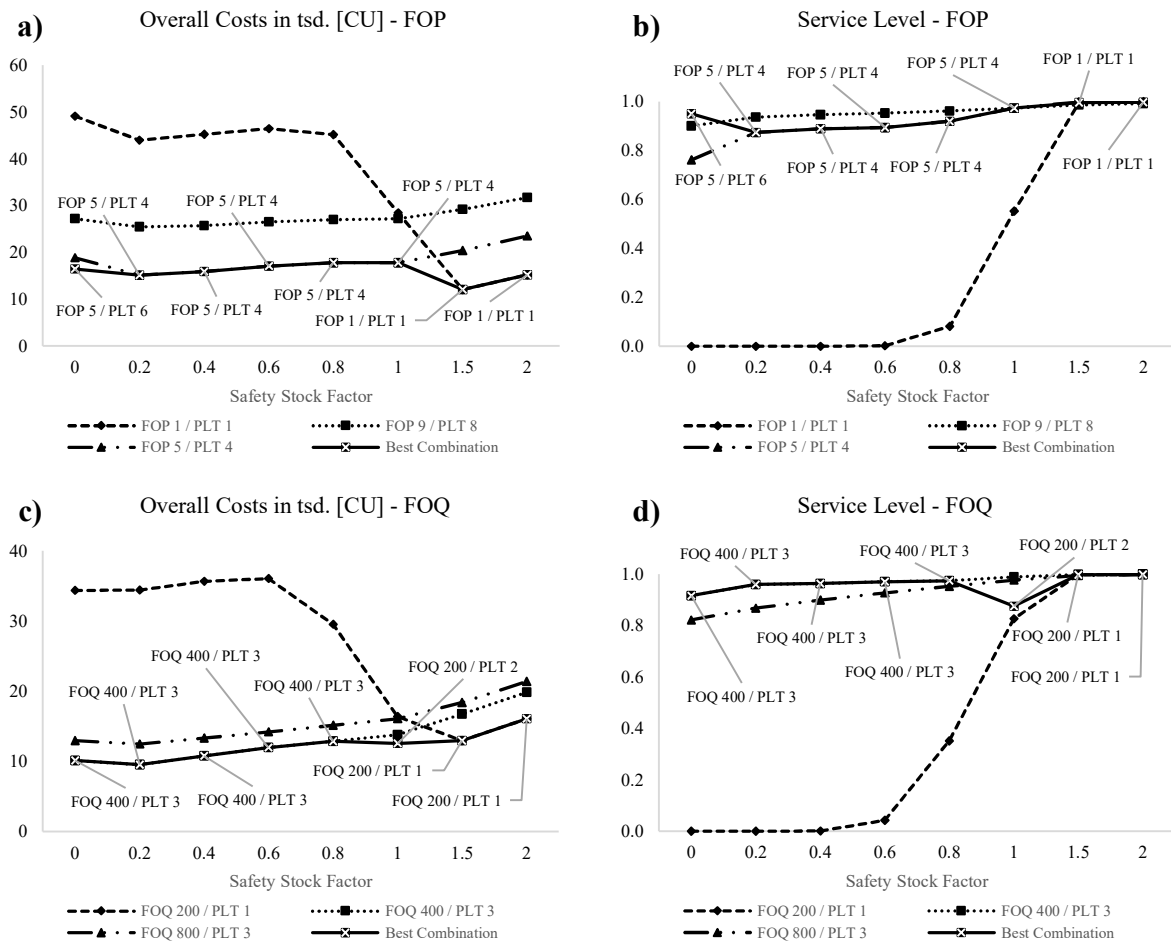 a)
Overall Costs in tsd. [CU] - FOP
60
50
40
30
20
10
0
FOP 5 / PLT 4
FOP 5 / PLT 4
FOP 5 / PLT 4
FOP 5 / PLT 6
FOP 5 / PLT 4
FOP 5 / PLT 4
FOP 1 / PLT 1
FOP 1 / PLT 1
0 0.2 0.4 0.6 0.8 1 1.5 2
Safety Stock Factor
FOP 1 / PLT 1 FOP 9 / PLT 8
FOP 5 / PLT 4 Best Combination
b)
Service Level - FOP
1.0
0.8
0.6
0.4
0.2
0.0
FOP 5 / PLT 4
FOP 5 / PLT 4
FOP 5 / PLT 4
FOP 1 / PLT 1
FOP 5 / PLT 6
FOP 5 / PLT 4
FOP 5 / PLT 4
FOP 1 / PLT 1
0 0.2 0.4 0.6 0.8 1 1.5 2
Safety Stock Factor
FOP 1 / PLT 1 FOP 9 / PLT 8
FOP 5 / PLT 4 Best Combination
c)
Overall Costs in tsd. [CU] - FOQ
40
30
20
10
0
FOQ 400 / PLT 3
FOQ 400 / PLT 3
FOQ 200 / PLT 2
FOQ 400 / PLT 3
FOQ 400 / PLT 3
FOQ 200 / PLT 1
FOQ 200 / PLT 1
0 0.2 0.4 0.6 0.8 1 1.5 2
Safety Stock Factor
FOQ 200 / PLT 1 FOQ 400 / PLT 3
FOQ 800 / PLT 3 Best Combination
d)
Service Level - FOQ
1.0
0.8
0.6
0.4
0.2
0.0
FOQ 400 / PLT 3
FOQ 400 / PLT 3
FOQ 200 / PLT 2
FOQ 400 / PLT 3
FOQ 400 / PLT 3
FOQ 400 / PLT 3
FOQ 200 / PLT 1
FOQ 200 / PLT 1
0 0.2 0.4 0.6 0.8 1 1.5 2
Safety Stock Factor
FOQ 200 / PLT 1 FOQ 400 / PLT 3
FOQ 800 / PLT 3 Best Combination